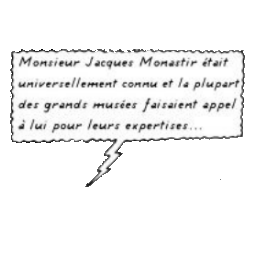 Monsieur Jacques Monastir était
universellement connu et la plupart
des grands musées faisaient appel
à lui pour leurs expertises...